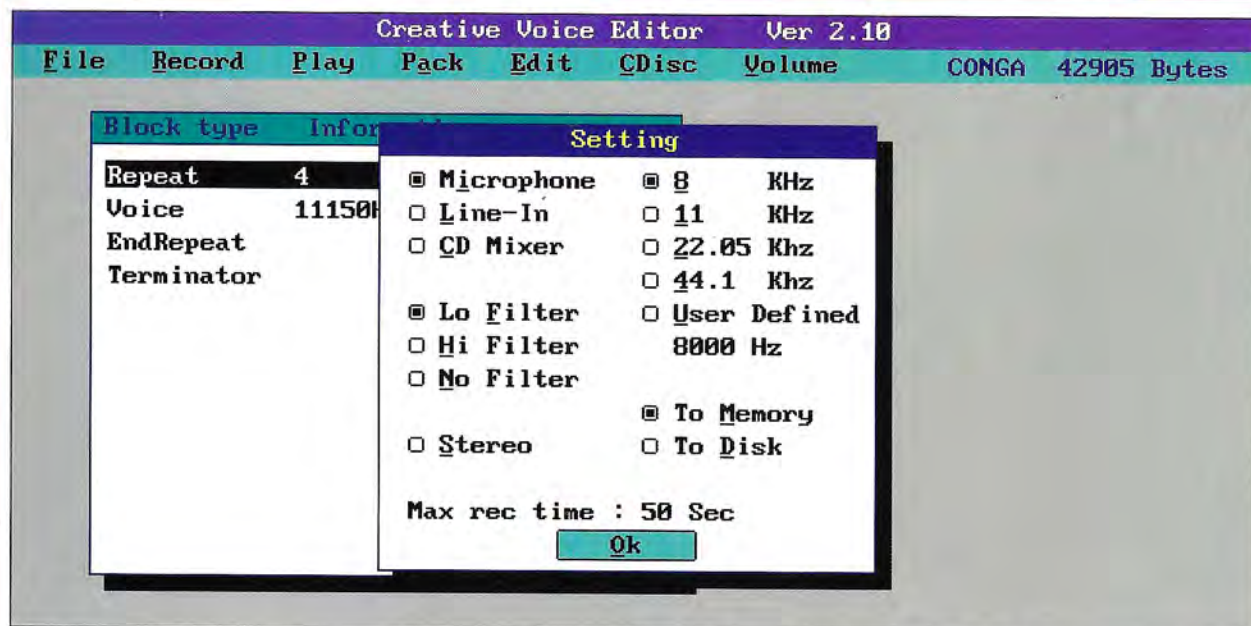 Creative Voice Editor Ver 2.10
File Record Play Pack Edit CDisc Volume CONGA 42905 Bytes
Block type
Setting
Repeat 4
Voice
EndRepeat
Terminator
Microphone
Line-In
CD Mixer
8 KHz
11 KHz
22.05 Khz
44.1 Khz
User Defined
8000 Hz
Lo Filter
Hi Filter
No Filter
To Memory
To Disk
Stereo
Max rec time : 50 Sec
Ok